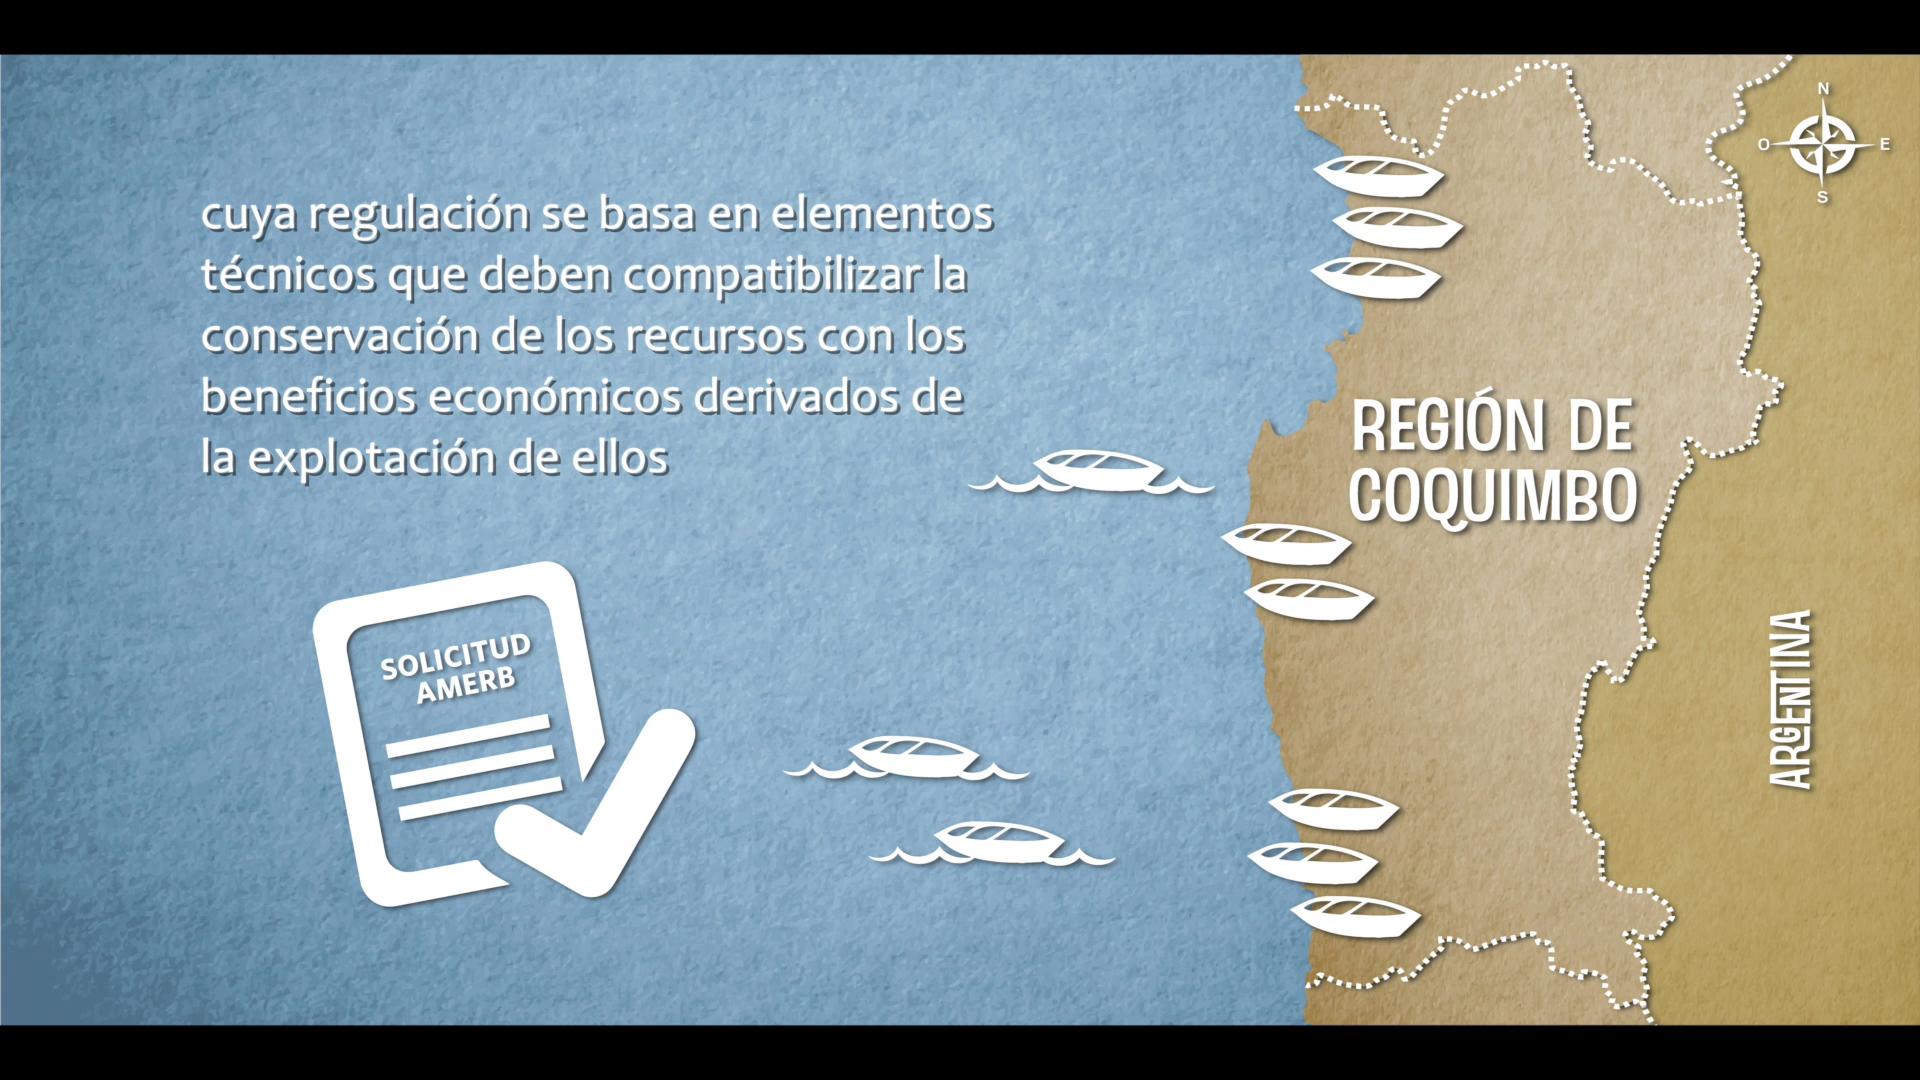 cuya regulación se basa en elementos
técnicos que deben compatibilizar la
conservación de los recursos con los
beneficios económicos derivados de
la explotación de ellos
SOLICITUD
AMERB
REGIÓN DE
COQUIMBO
ARGENTINA
N
O
E
S